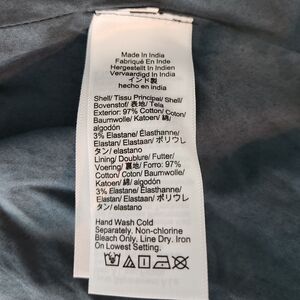 Made In India
Fabriqué En Inde
Hergestellt In Indien
Vervaardigd In India
インド製
hecho en India
Shell/ Tissu Principal/ Shell/
Bovenstof/ 表地/ Tela
Exterior: 97% Cotton/ Coton/
Baumwolle/ Katoen/ 綿/
algodón
3% Elastane/ Élasthanne/
Elastan/ Elastaan/ ポリウレ
タン/ elastano
Lining/ Doublure/ Futter/
Voering/ 裏地/ Forro: 97%
Cotton/ Coton/ Baumwolle/
Katoen/ 綿/ algodón
3% Elastane/ Élasthanne/
Elastan/ Elastaan/ ポリウレ
タン/ elastano
Hand Wash Cold
Separately. Non-chlorine
Bleach Only. Line Dry. Iron
On Lowest Setting.